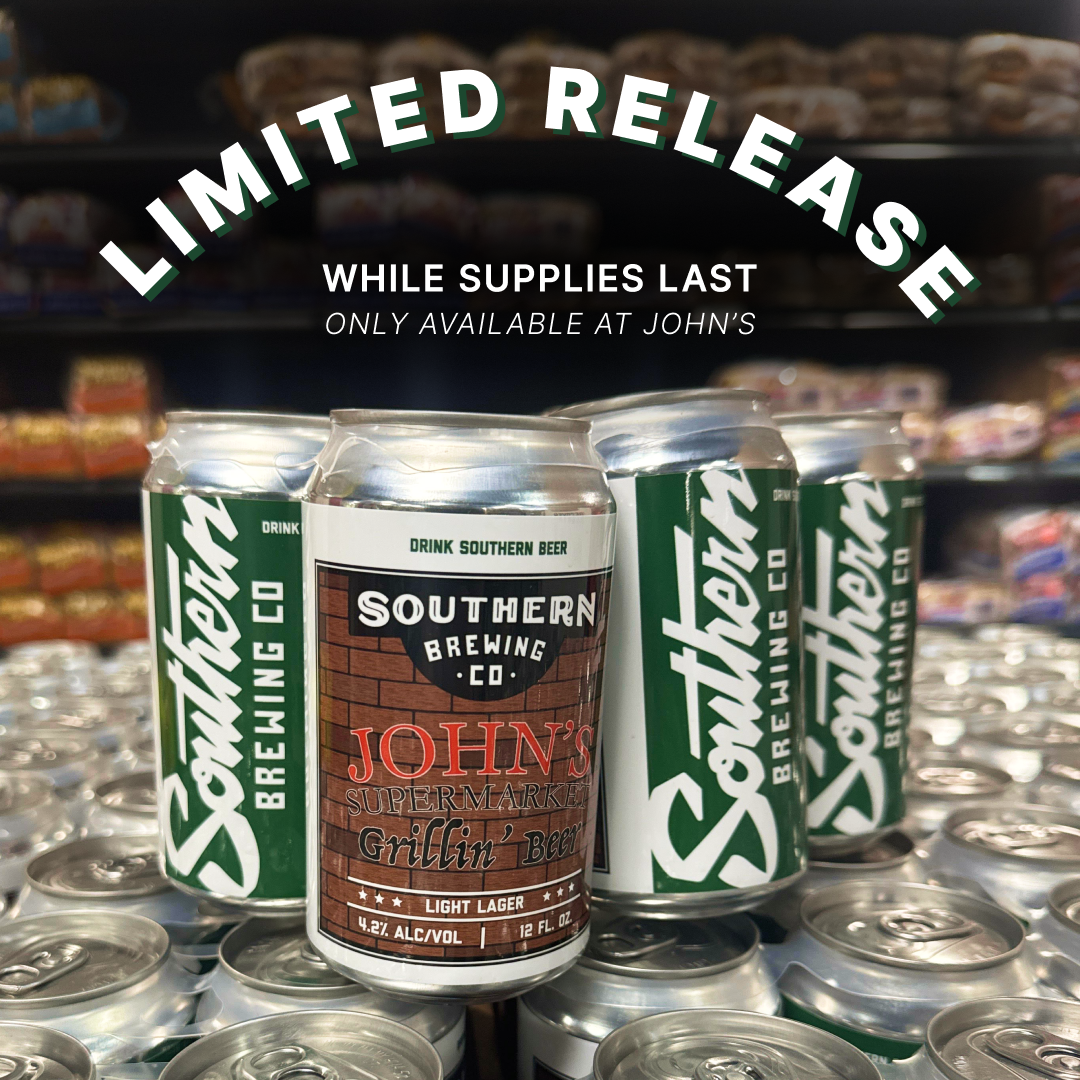 LIMITED RELEASE
WHILE SUPPLIES LAST
ONLY AVAILABLE AT JOHN'S
DRINK
Southern
BREWING CO
DRINK SOUTHERN BEER
SOUTHERN
BREWING
·CO·
JOHN'S
SUPERMARKET
Grillin' Beer
LIGHT LAGER
4.2% ALC/VOL | 12 FL. OZ.
DRINK
Southern
BREWING CO
Southern
BREWING CO